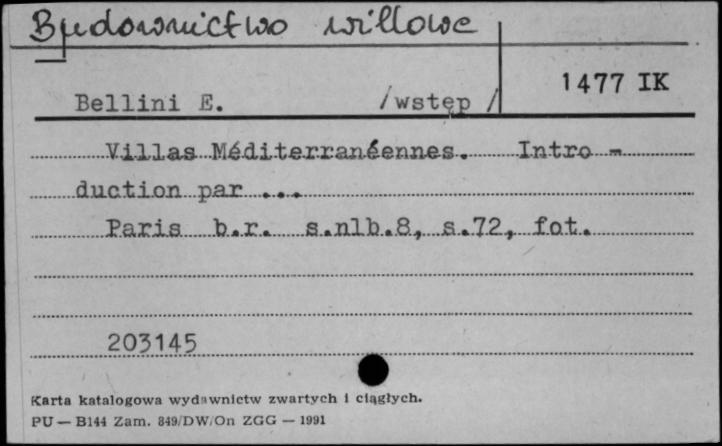 Budownictwo willowe
1477 IK
Bellini E. /wstęp /
Villas Méditerranéennes. Intro -
duction par ...
Paris b.r. s.nlb.8, s.72, fot.
203145
Karta katalogowa wydawnictw zwartych i ciągłych.
PU — B144 Zam. 849/DW/On ZGG — 1991